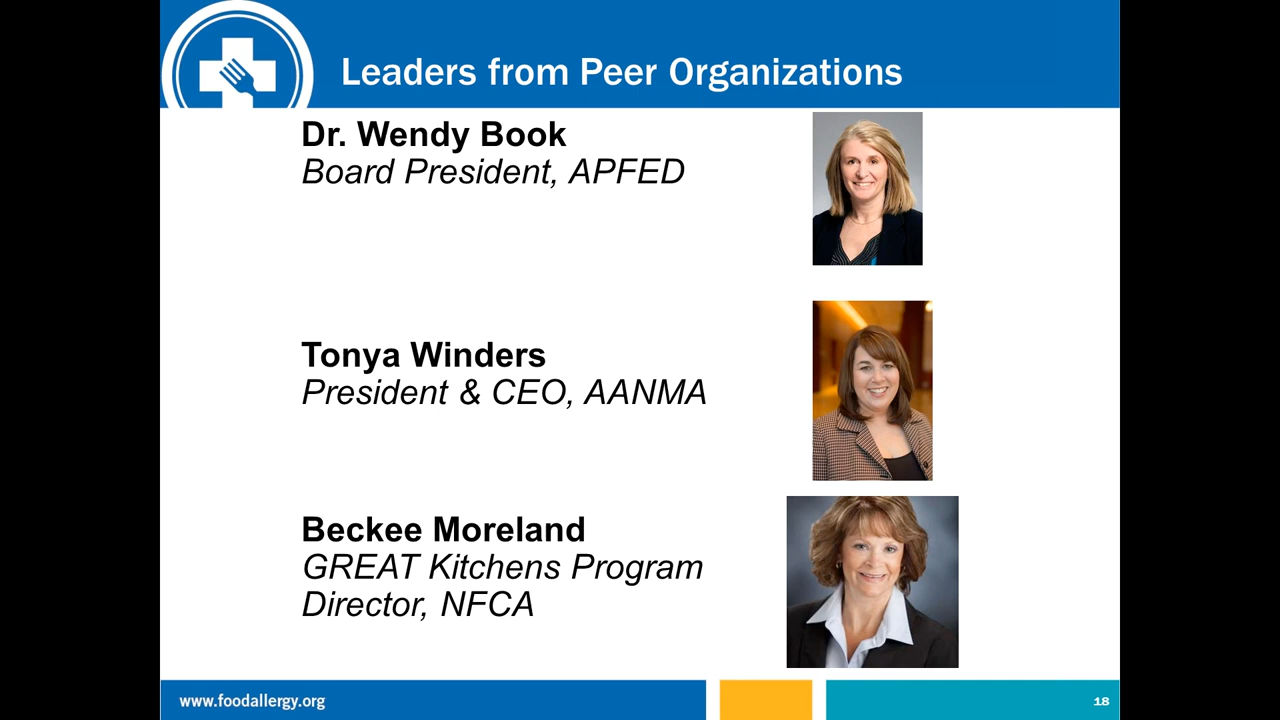 Leaders from Peer Organizations
Dr. Wendy Book
Board President, APFED
Tonya Winders
President & CEO, AANMA
Beckee Moreland
GREAT Kitchens Program
Director, NFCA
www.foodallergy.org
18